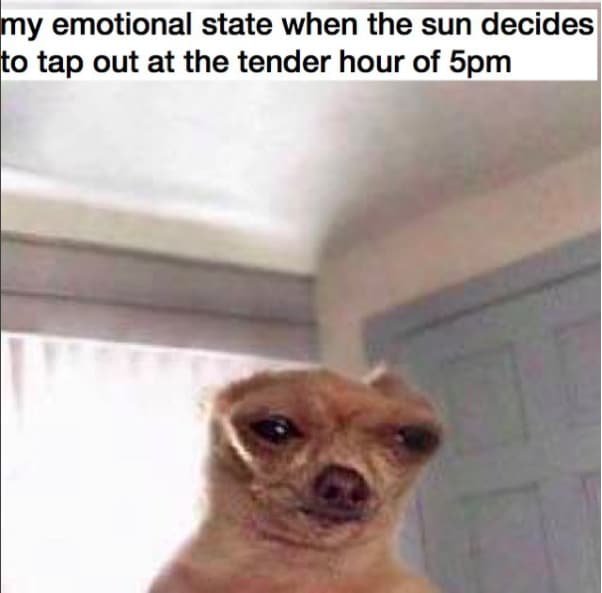 my emotional state when the sun decides
to tap out at the tender hour of 5pm